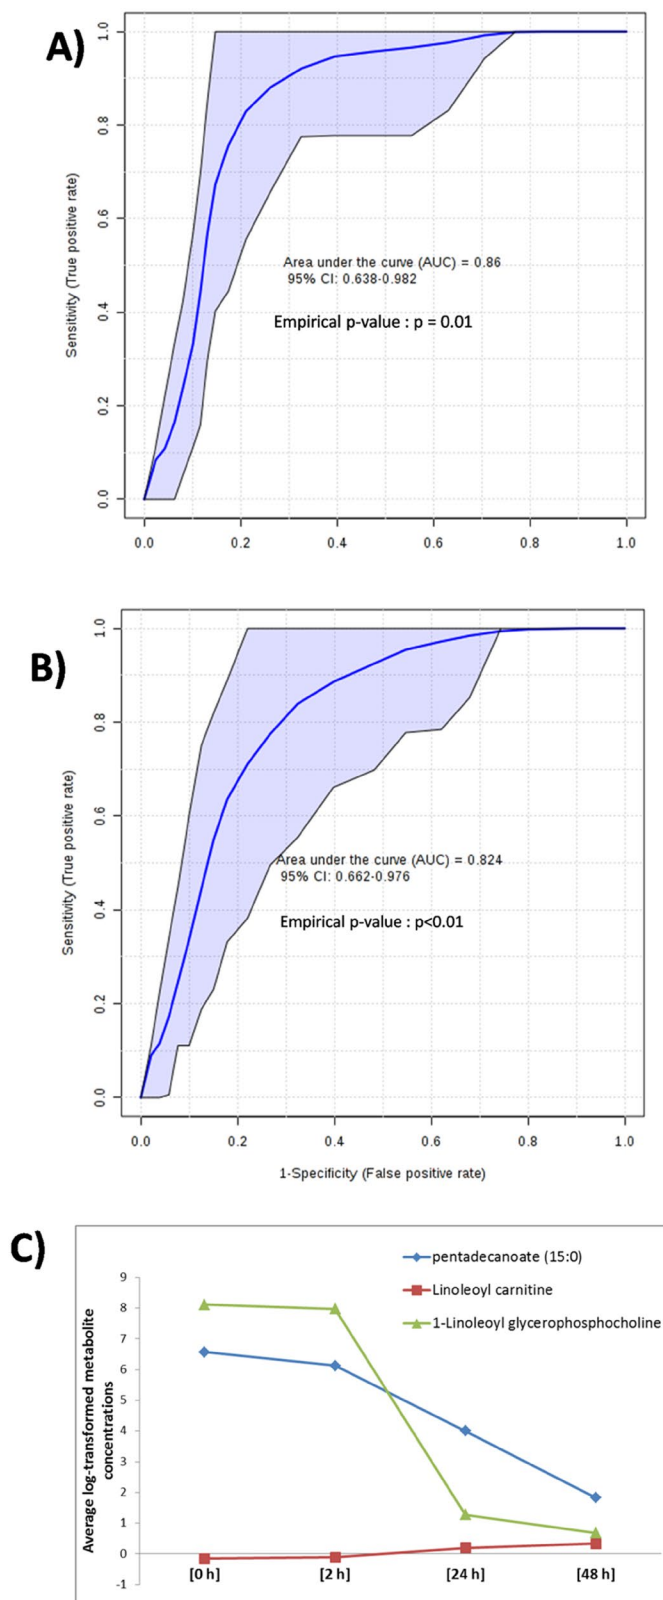 A)
1.0
0.8
0.6
0.4
0.2
0.0
Sensitivity (True positive rate)
Area under the curve (AUC) = 0.86
95% CI: 0.638-0.982
Empirical p-value : p = 0.01
0.0 0.2 0.4 0.6 0.8 1.0
B)
1.0
0.8
0.6
0.4
0.2
0.0
Sensitivity (True positive rate)
Area under the curve (AUC) = 0.824
95% CI: 0.662-0.976
Empirical p-value : p<0.01
0.0 0.2 0.4 0.6 0.8 1.0
1-Specificity (False positive rate)
C)
pentadecanoate (15:0)
Linoleoyl carnitine
1-Linoleoyl glycerophosphocholine
Average log-transformed metabolite
concentrations
9
8
7
6
5
4
3
2
1
0
-1
[0 h] [2 h] [24 h] [48 h]